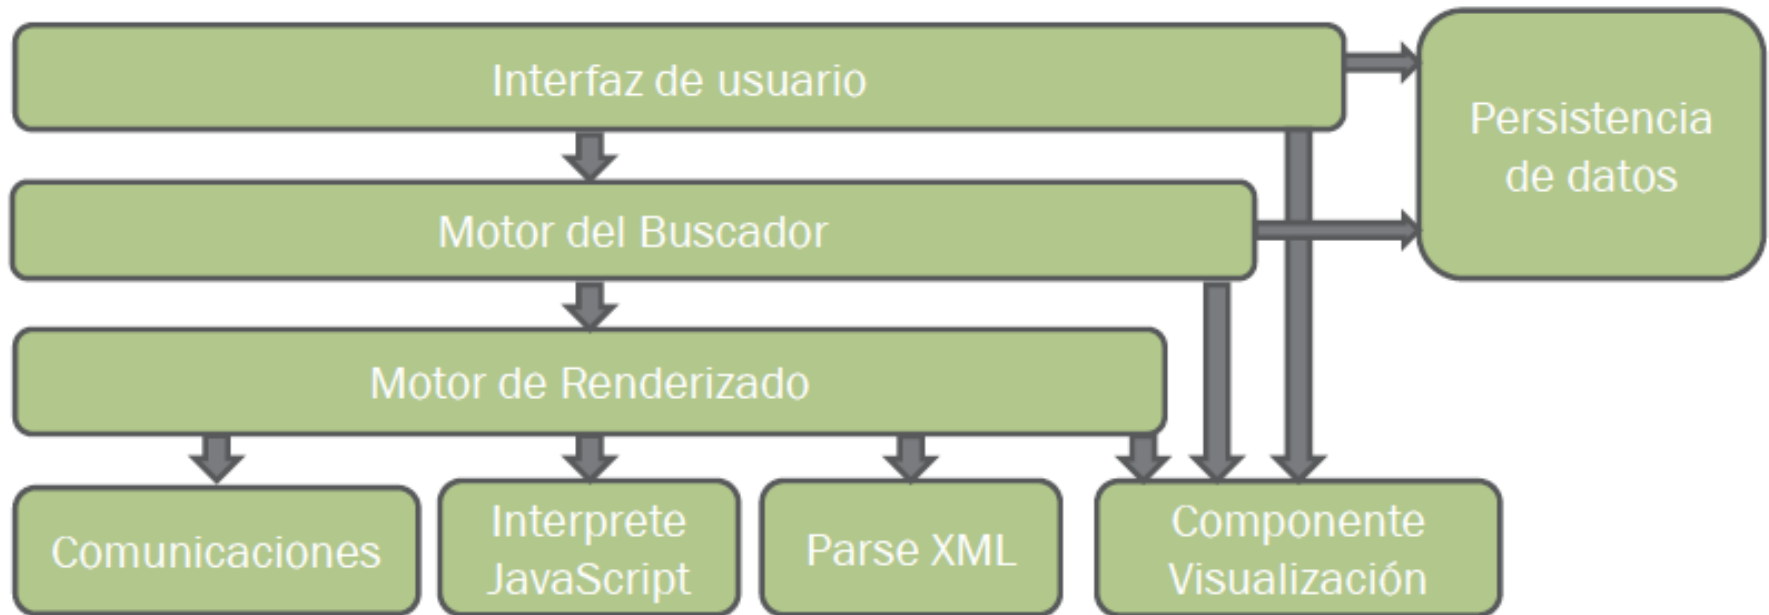 Interfaz de usuario
Persistencia
de datos
Motor del Buscador
Motor de Renderizado
Comunicaciones
Interprete
JavaScript
Parse XML
Componente
Visualización